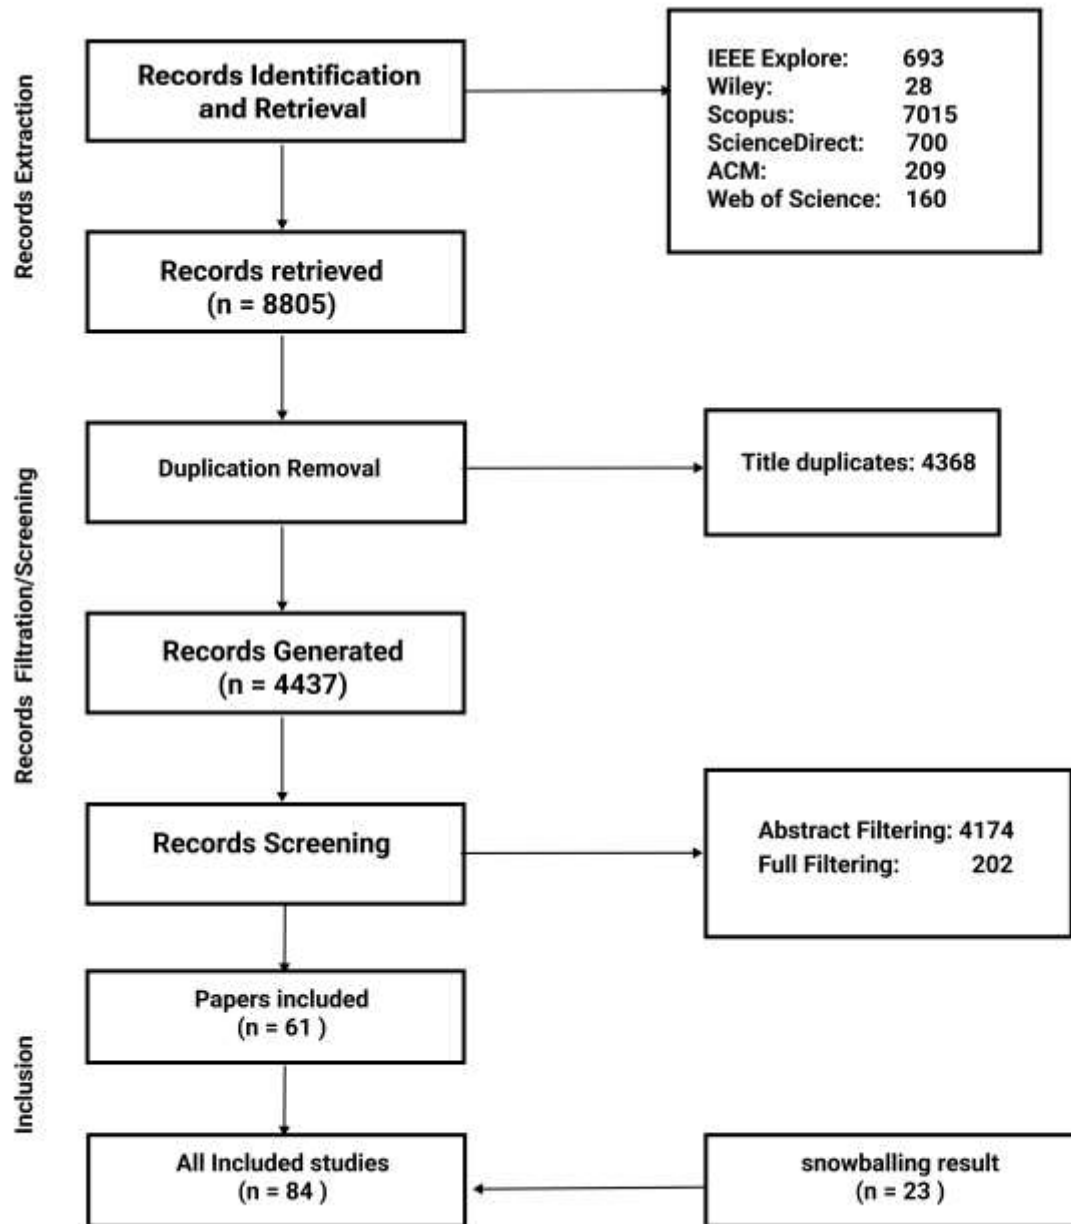 Records Extraction
Records Identification
and Retrieval
IEEE Explore: 693
Wiley: 28
Scopus: 7015
ScienceDirect: 700
ACM: 209
Web of Science: 160
Records retrieved
(n = 8805)
Records Filtration/Screening
Duplication Removal
Title duplicates: 4368
Records Generated
(n = 4437)
Records Screening
Abstract Filtering: 4174
Full Filtering: 202
Inclusion
Papers included
(n = 61 )
All Included studies
(n = 84 )
snowballing result
(n = 23 )